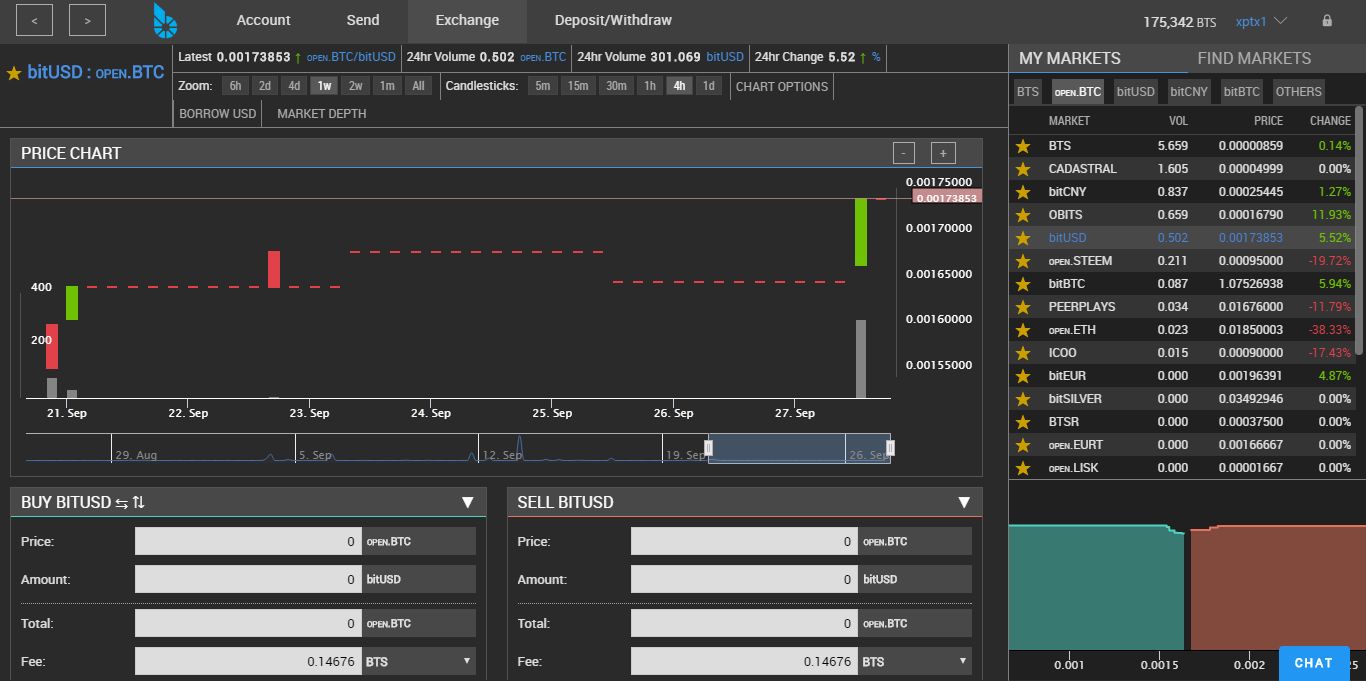 < > Account Send Exchange Deposit/Withdraw 175,342 BTS xptx1
bitUSD : OPEN.BTC
Latest 0.00173853 ↑ OPEN.BTC/bitUSD 24hr Volume 0.502 OPEN.BTC 24hr Volume 301.069 bitUSD 24hr Change 5.52 ↑ %
Zoom: 6h 2d 4d 1w 2w 1m All Candlesticks: 5m 15m 30m 1h 4h 1d CHART OPTIONS
BORROW USD MARKET DEPTH
PRICE CHART - +
0.00175000
0.00173853
0.00170000
0.00165000
0.00160000
0.00155000
400
200
21. Sep 22. Sep 23. Sep 24. Sep 25. Sep 26. Sep 27. Sep
29. Aug 5. Sep 12. Sep 19. Sep 26. Sep
BUY BITUSD ⇆ ⇅ ▼
Price: 0 OPEN.BTC
Amount: 0 bitUSD
Total: 0 OPEN.BTC
Fee: 0.14676 BTS ▼
SELL BITUSD ▼
Price: 0 OPEN.BTC
Amount: 0 bitUSD
Total: 0 OPEN.BTC
Fee: 0.14676 BTS ▼
MY MARKETS FIND MARKETS
BTS OPEN.BTC bitUSD bitCNY bitBTC OTHERS
MARKET VOL PRICE CHANGE
BTS 5.659 0.00000859 0.14%
CADASTRAL 1.605 0.00004999 0.00%
bitCNY 0.837 0.00025445 1.27%
OBITS 0.659 0.00016790 11.93%
bitUSD 0.502 0.00173853 5.52%
OPEN.STEEM 0.211 0.00095000 -19.72%
bitBTC 0.087 1.07526938 5.94%
PEERPLAYS 0.034 0.01676000 -11.79%
OPEN.ETH 0.023 0.01850003 -38.33%
ICOO 0.015 0.00090000 -17.43%
bitEUR 0.000 0.00196391 4.87%
bitSILVER 0.000 0.03492946 0.00%
BTSR 0.000 0.00037500 0.00%
OPEN.EURT 0.000 0.00166667 0.00%
OPEN.LISK 0.000 0.00001667 0.00%
0.001 0.0015 0.002
CHAT